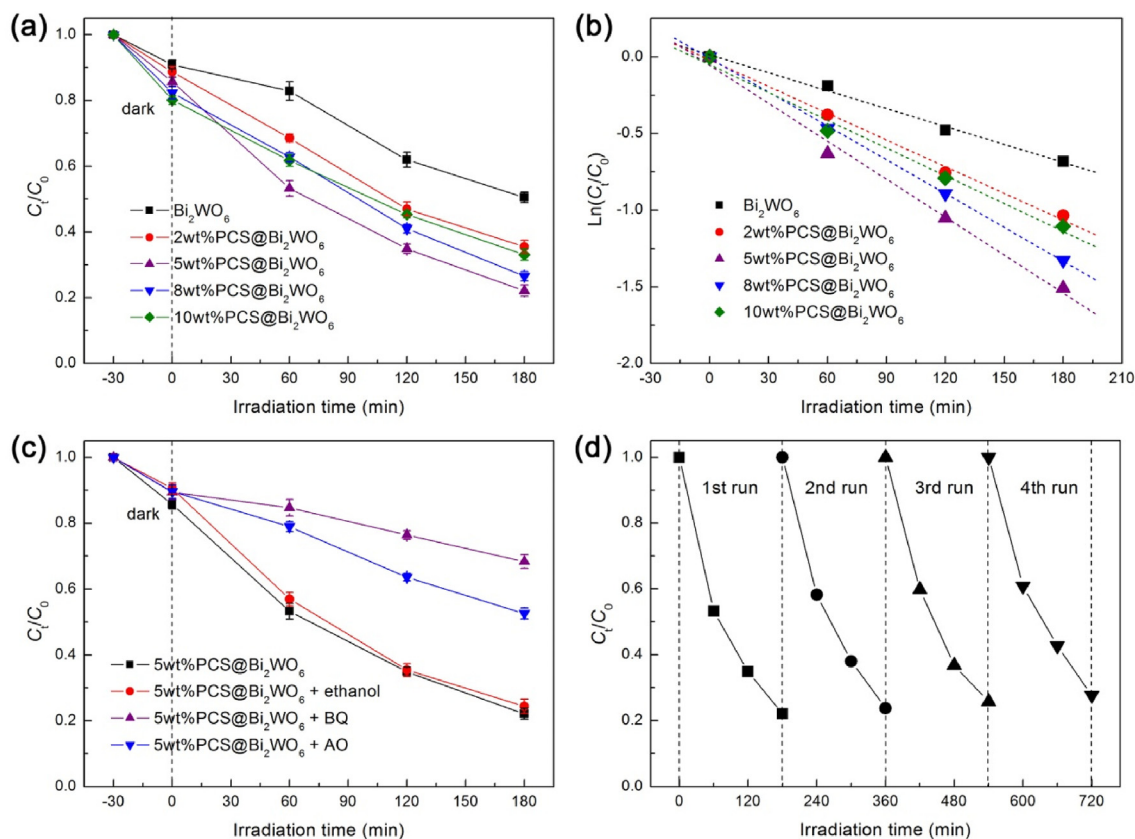 (a)
1.0
0.8
0.6
0.4
0.2
0.0
Cₜ/C₀
dark
Bi₂WO₆
2wt%PCS@Bi₂WO₆
5wt%PCS@Bi₂WO₆
8wt%PCS@Bi₂WO₆
10wt%PCS@Bi₂WO₆
-30 0 30 60 90 120 150 180
Irradiation time (min)
(b)
0.0
-0.5
-1.0
-1.5
-2.0
Ln(Cₜ/C₀)
Bi₂WO₆
2wt%PCS@Bi₂WO₆
5wt%PCS@Bi₂WO₆
8wt%PCS@Bi₂WO₆
10wt%PCS@Bi₂WO₆
-30 0 30 60 90 120 150 180 210
Irradiation time (min)
(c)
1.0
0.8
0.6
0.4
0.2
0.0
Cₜ/C₀
dark
5wt%PCS@Bi₂WO₆
5wt%PCS@Bi₂WO₆ + ethanol
5wt%PCS@Bi₂WO₆ + BQ
5wt%PCS@Bi₂WO₆ + AO
-30 0 30 60 90 120 150 180
Irradiation time (min)
(d)
1.0
0.8
0.6
0.4
0.2
0.0
Cₜ/C₀
1st run 2nd run 3rd run 4th run
0 120 240 360 480 600 720
Irradiation time (min)